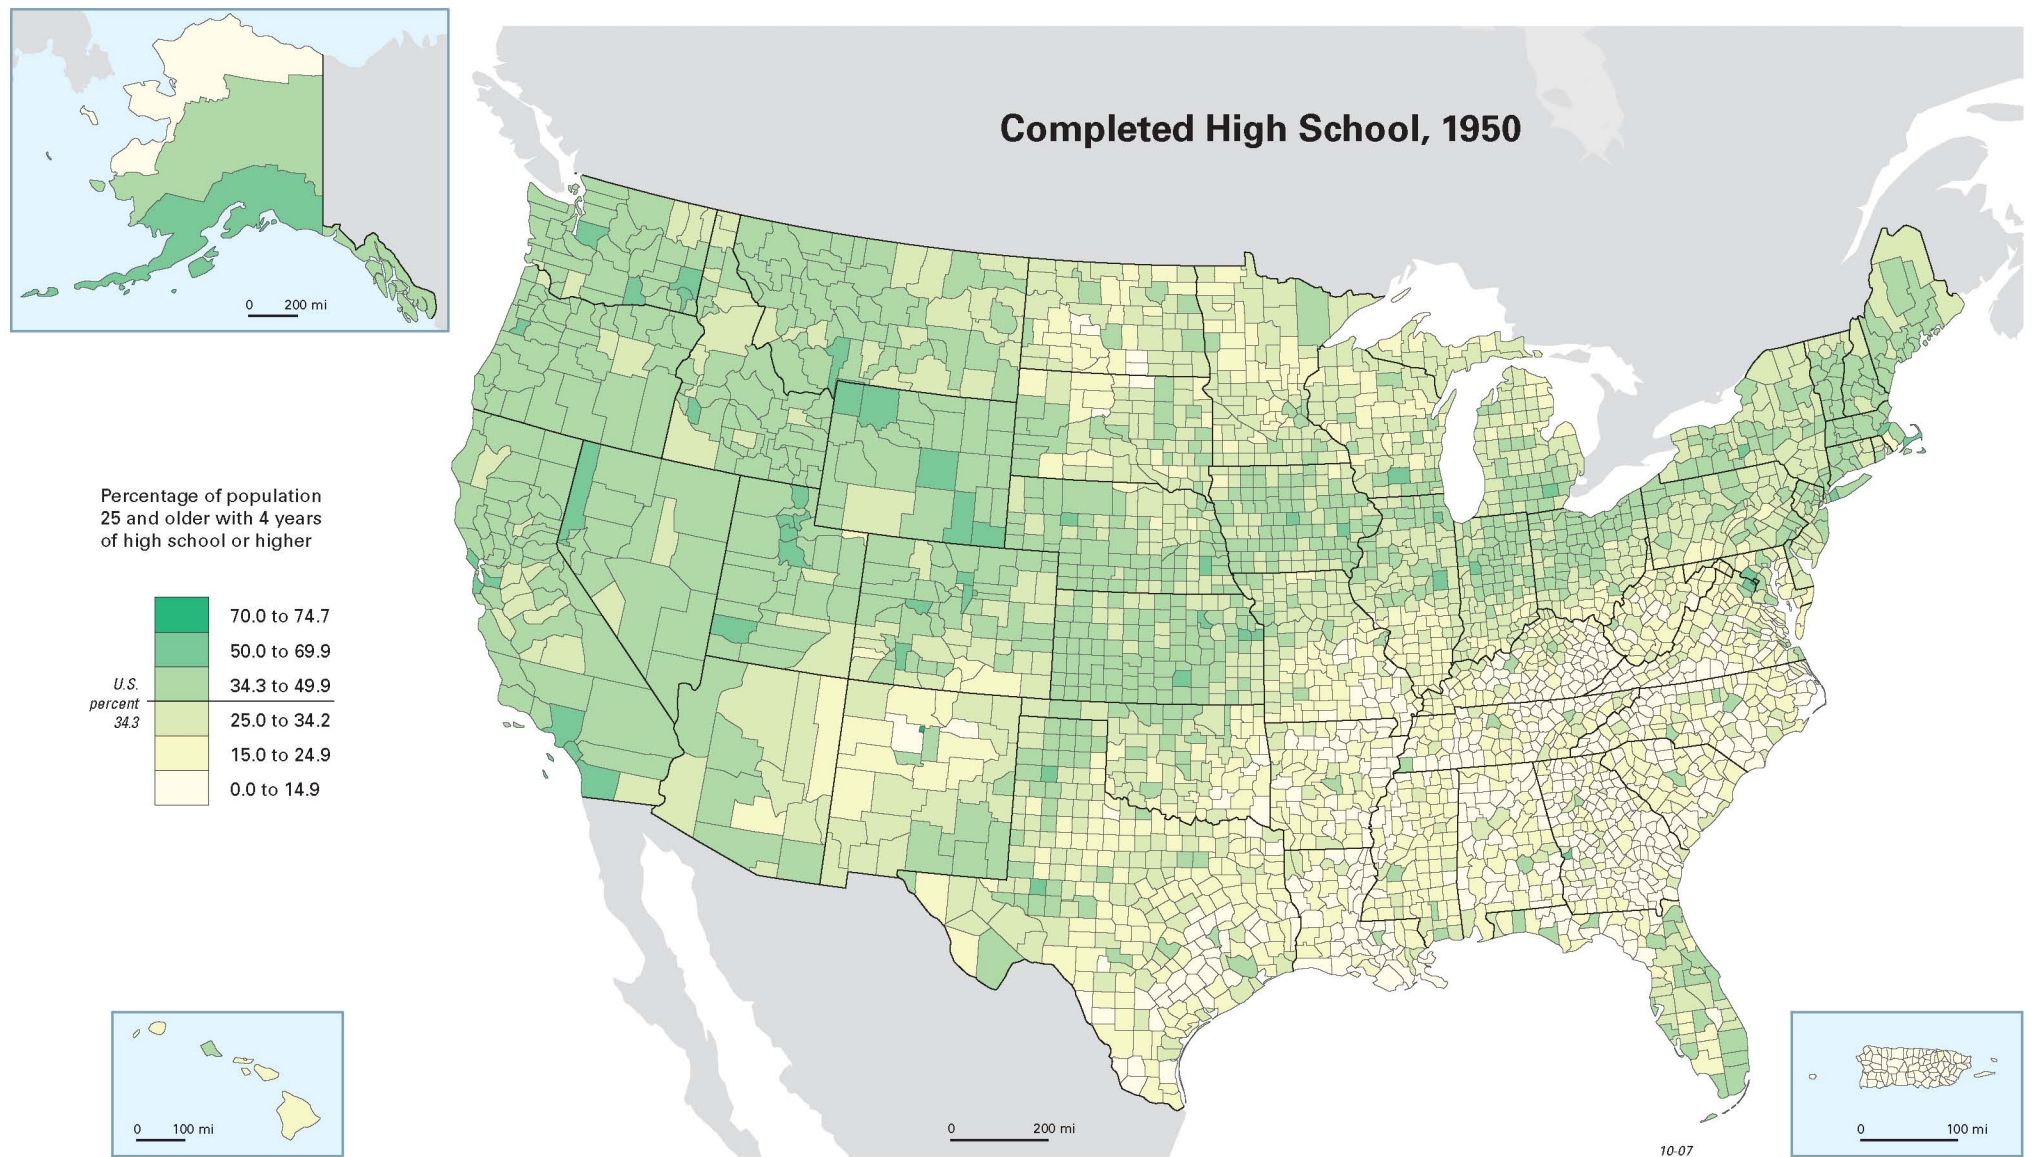 0 200 mi
Completed High School, 1950
Percentage of population
25 and older with 4 years
of high school or higher
70.0 to 74.7
50.0 to 69.9
34.3 to 49.9
U.S.
percent
34.3
25.0 to 34.2
15.0 to 24.9
0.0 to 14.9
0 100 mi
0 200 mi
0 100 mi
10-07